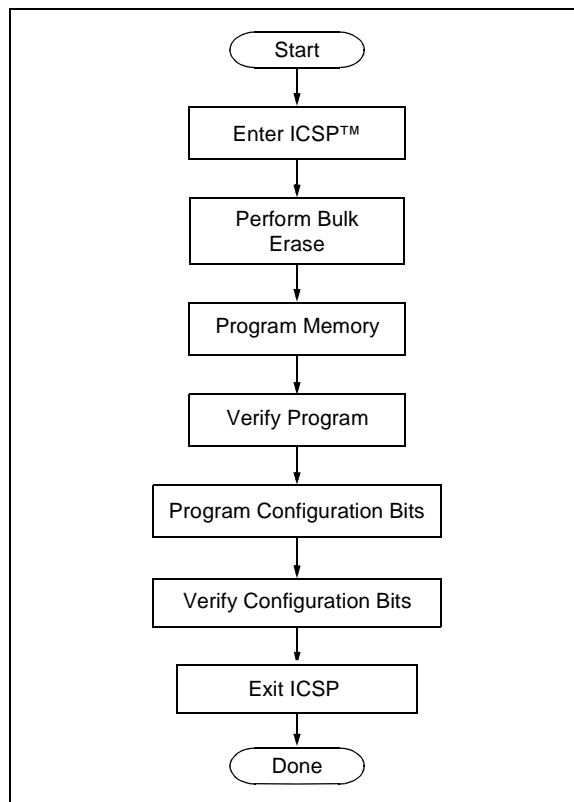 Start
Enter ICSP™
Perform Bulk
Erase
Program Memory
Verify Program
Program Configuration Bits
Verify Configuration Bits
Exit ICSP
Done